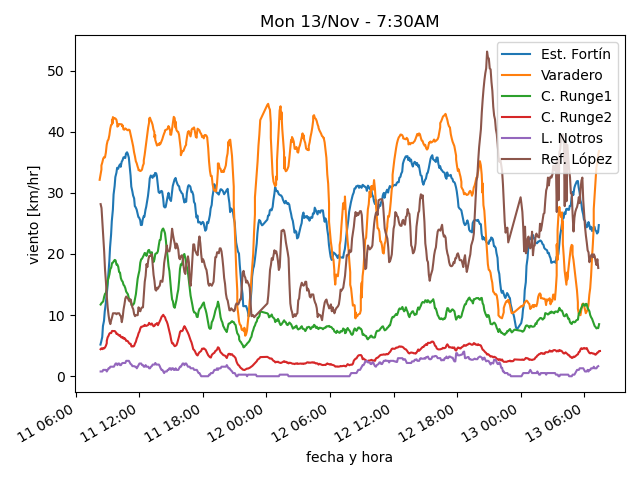 Mon 13/Nov - 7:30AM
Est. Fortín
Varadero
C. Runge1
C. Runge2
L. Notros
Ref. López
viento [km/hr]
50
40
30
20
10
0
11 06:00
11 12:00
11 18:00
12 00:00
12 06:00
12 12:00
12 18:00
13 00:00
13 06:00
fecha y hora